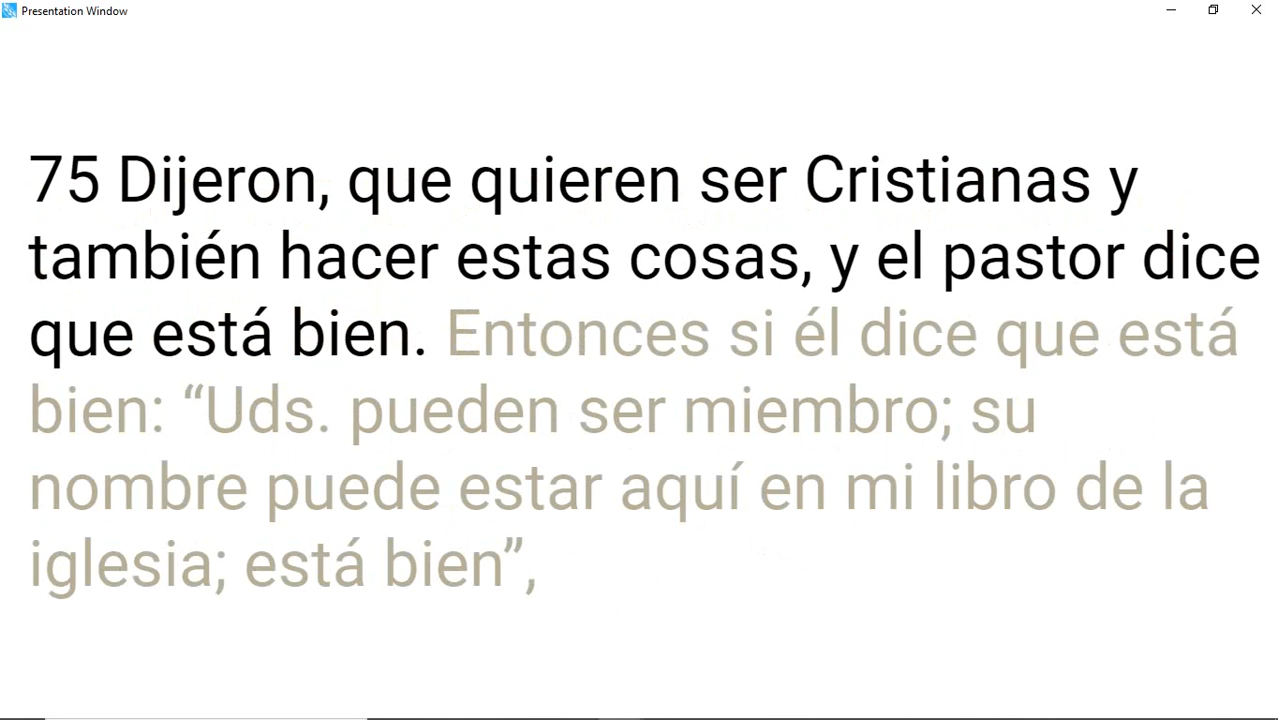 Presentation Window
75 Dijeron, que quieren ser Cristianas y
también hacer estas cosas, y el pastor dice
que está bien. Entonces si él dice que está
bien: “Uds. pueden ser miembro; su
nombre puede estar aquí en mi libro de la
iglesia; está bien”,